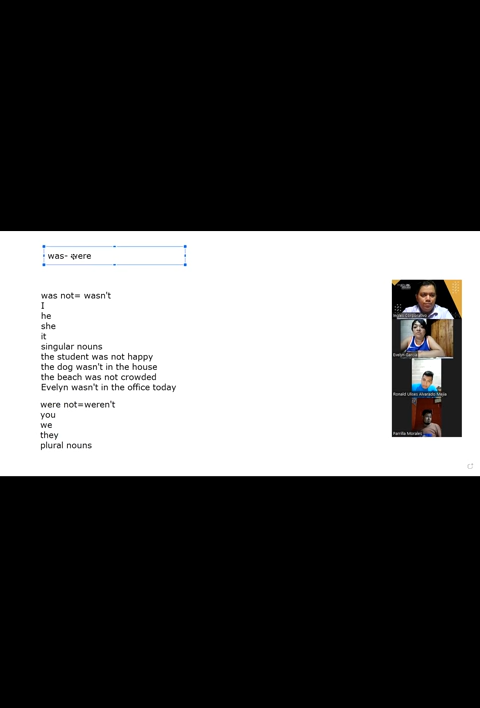 was- were
was not= wasn't
I
he
she
it
singular nouns
the student was not happy
the dog wasn't in the house
the beach was not crowded
Evelyn wasn't in the office today
were not=weren't
you
we
they
plural nouns
Evelyn Garcia
Ronald Ulises Alvarado Mejia
Parrilla Morales